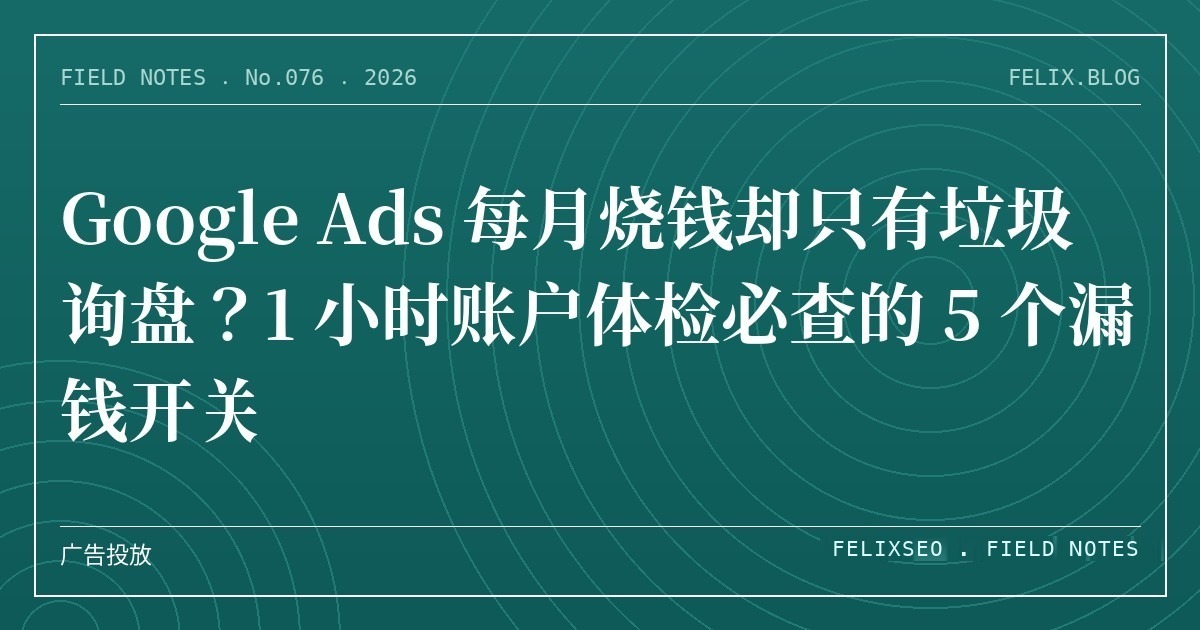 FIELD NOTES . No.076 . 2026
FELIX.BLOG
Google Ads 每月烧钱却只有垃圾
询盘？1 小时账户体检必查的 5 个漏
钱开关
广告投放
FELIXSEO . FIELD NOTES